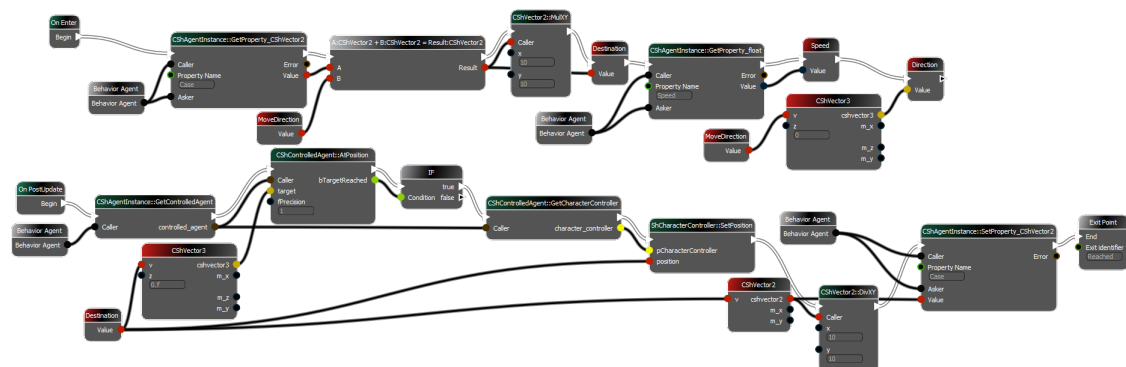 On Enter
Begin
Behavior Agent
Behavior Agent
CShAgentInstance::GetProperty_CShVector2
Caller
Error
Property Name
Value
Case
Asker
MoveDirection
Value
A:CShVector2 + B:CShVector2 = Result:CShVector2
A
Result
B
CShVector2::MulXY
Caller
x
10
y
10
Destination
Value
Behavior Agent
Behavior Agent
CShAgentInstance::GetProperty_float
Caller
Error
Property Name
Value
Speed
Asker
Speed
Value
MoveDirection
Value
CShVector3
v
cshvector3
z
m_x
0
m_z
m_y
Direction
Value
On PostUpdate
Begin
Behavior Agent
Behavior Agent
CShAgentInstance::GetControlledAgent
Caller
controlled_agent
CShVector3
v
cshvector3
z
m_x
0.f
m_z
m_y
Destination
Value
CShControlledAgent::AtPosition
Caller
bTargetReached
target
fPrecision
1
IF
true
Condition
false
CShControlledAgent::GetCharacterController
Caller
character_controller
ShCharacterController::SetPosition
pCharacterController
position
CShVector2
v
cshvector2
m_x
m_y
CShVector2::DivXY
Caller
x
10
y
10
Behavior Agent
Behavior Agent
CShAgentInstance::SetProperty_CShVector2
Caller
Error
Property Name
Case
Asker
Value
Exit Point
End
Exit Identifier
Reached